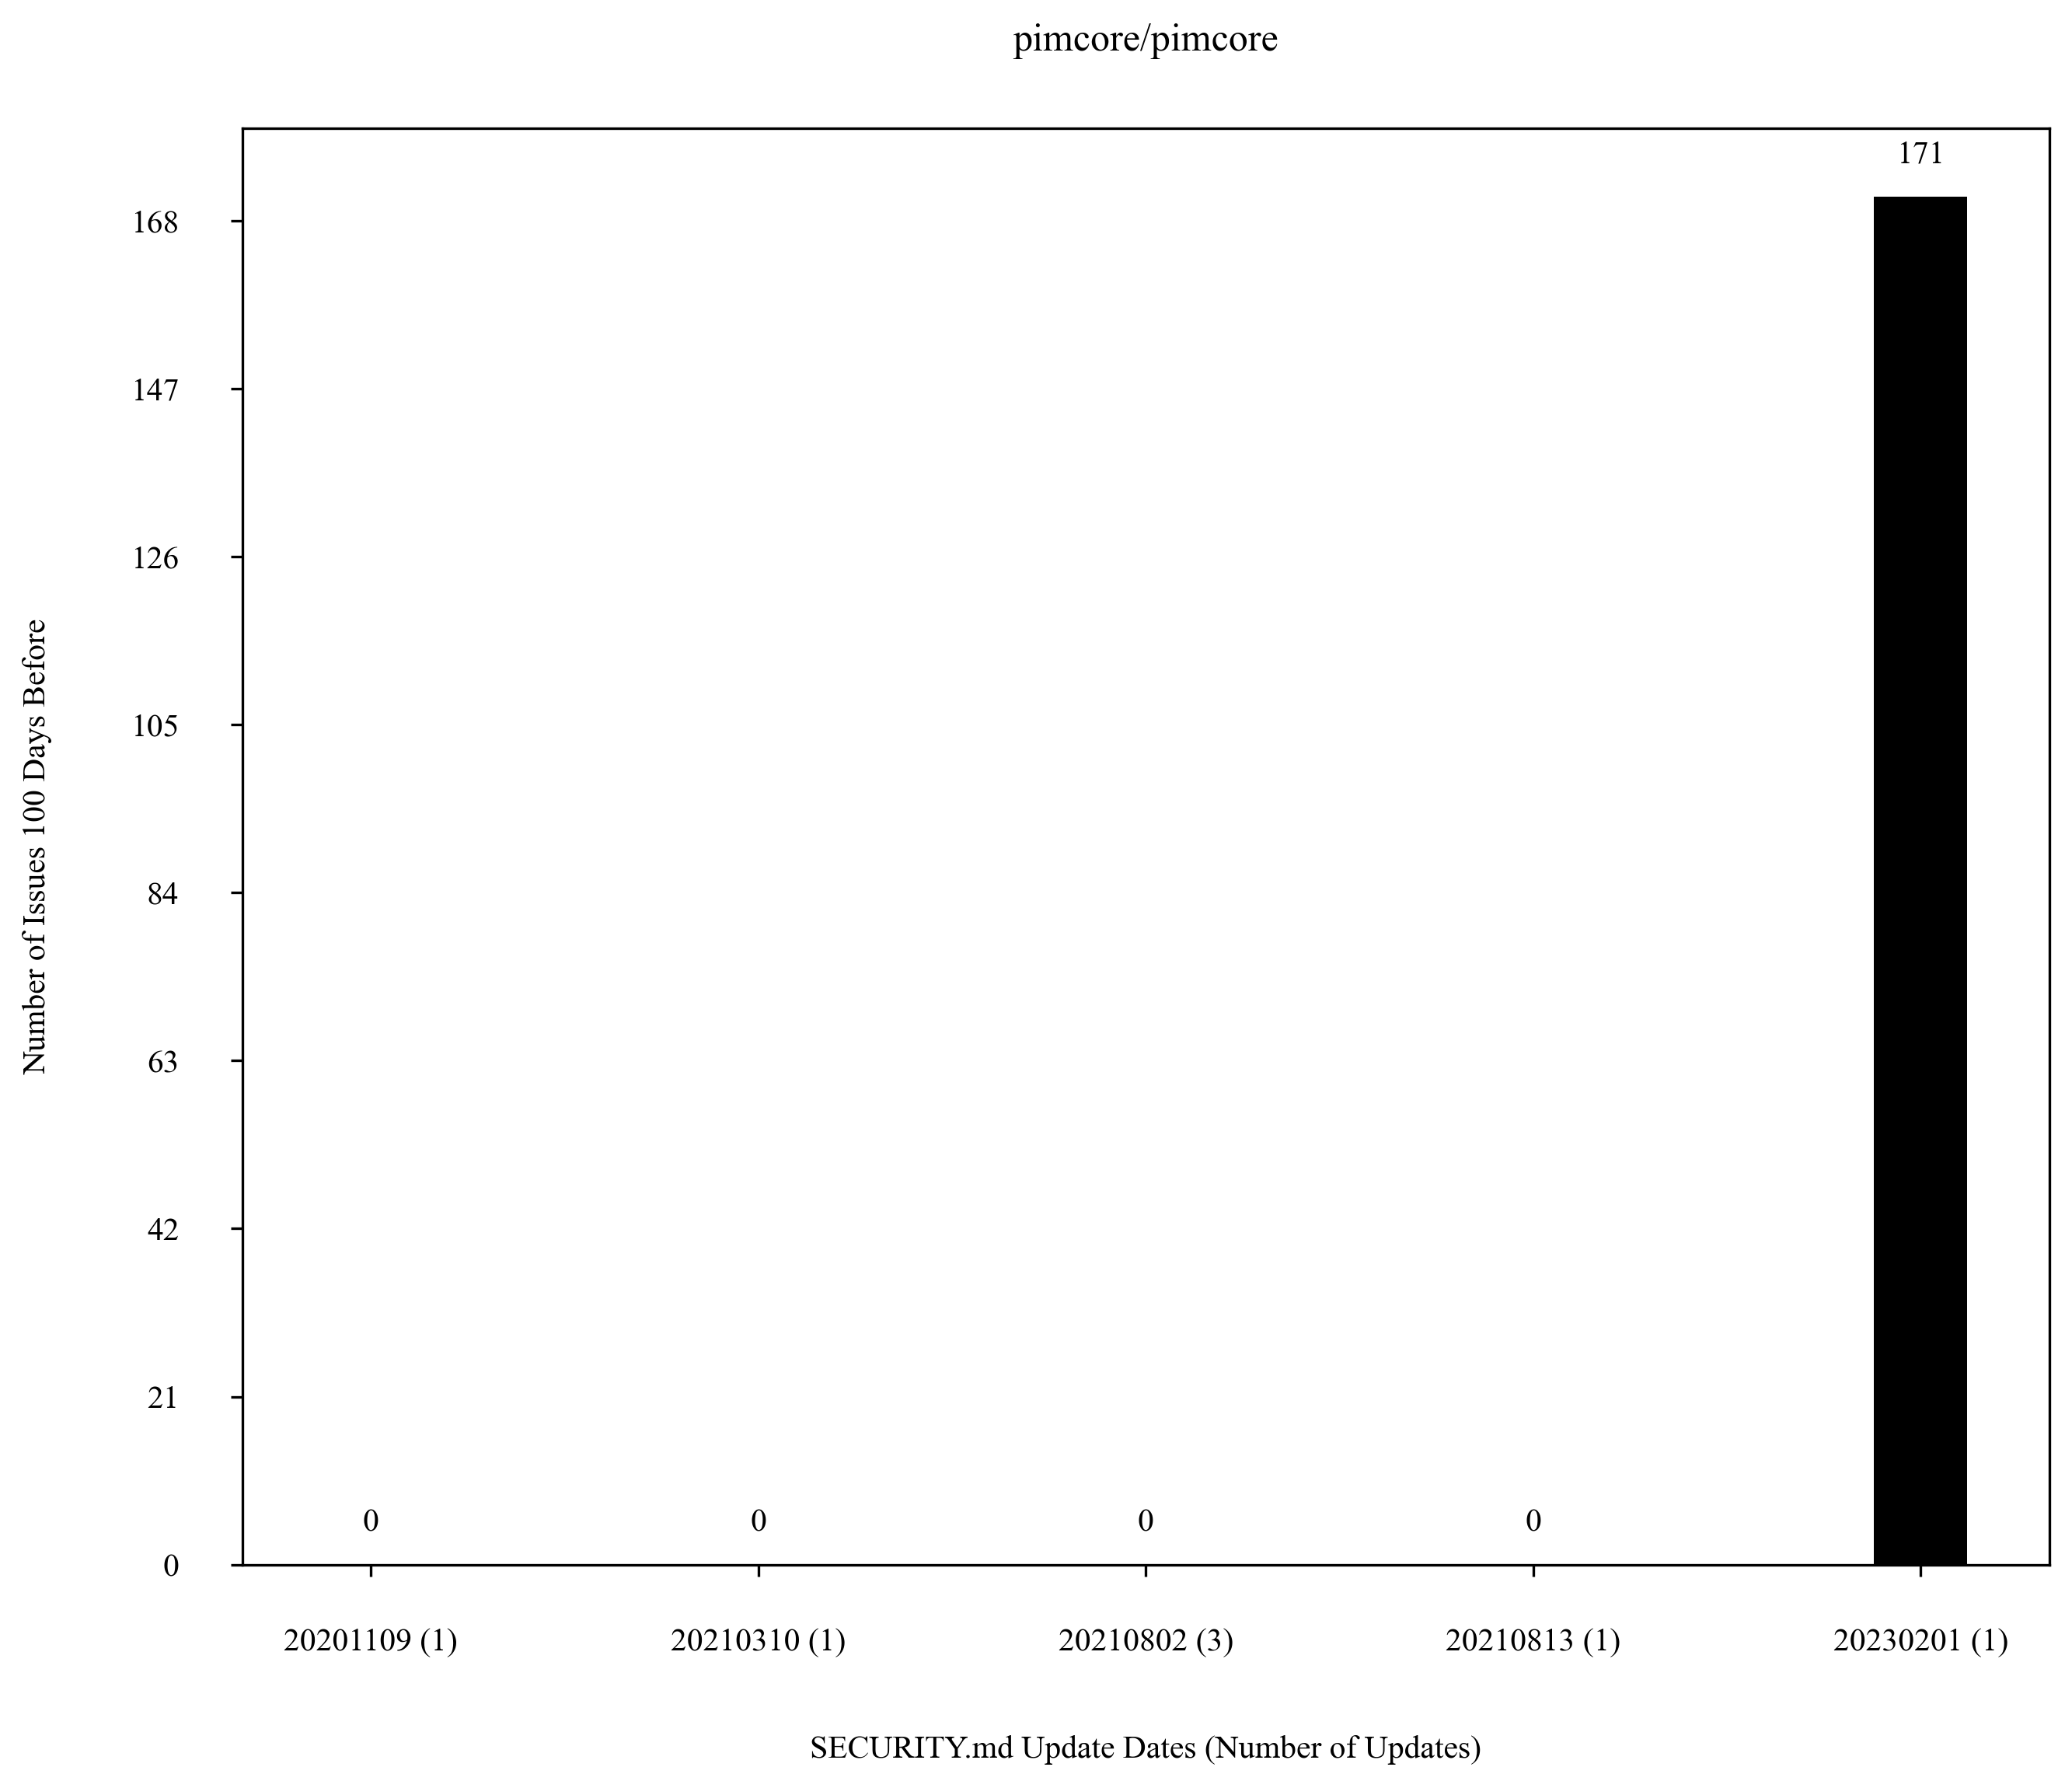 pimcore/pimcore
171
168
147
126
105
84
63
42
21
0
Number of Issues 100 Days Before
0 0 0 0
20201109 (1) 20210310 (1) 20210802 (3) 20210813 (1) 20230201 (1)
SECURITY.md Update Dates (Number of Updates)